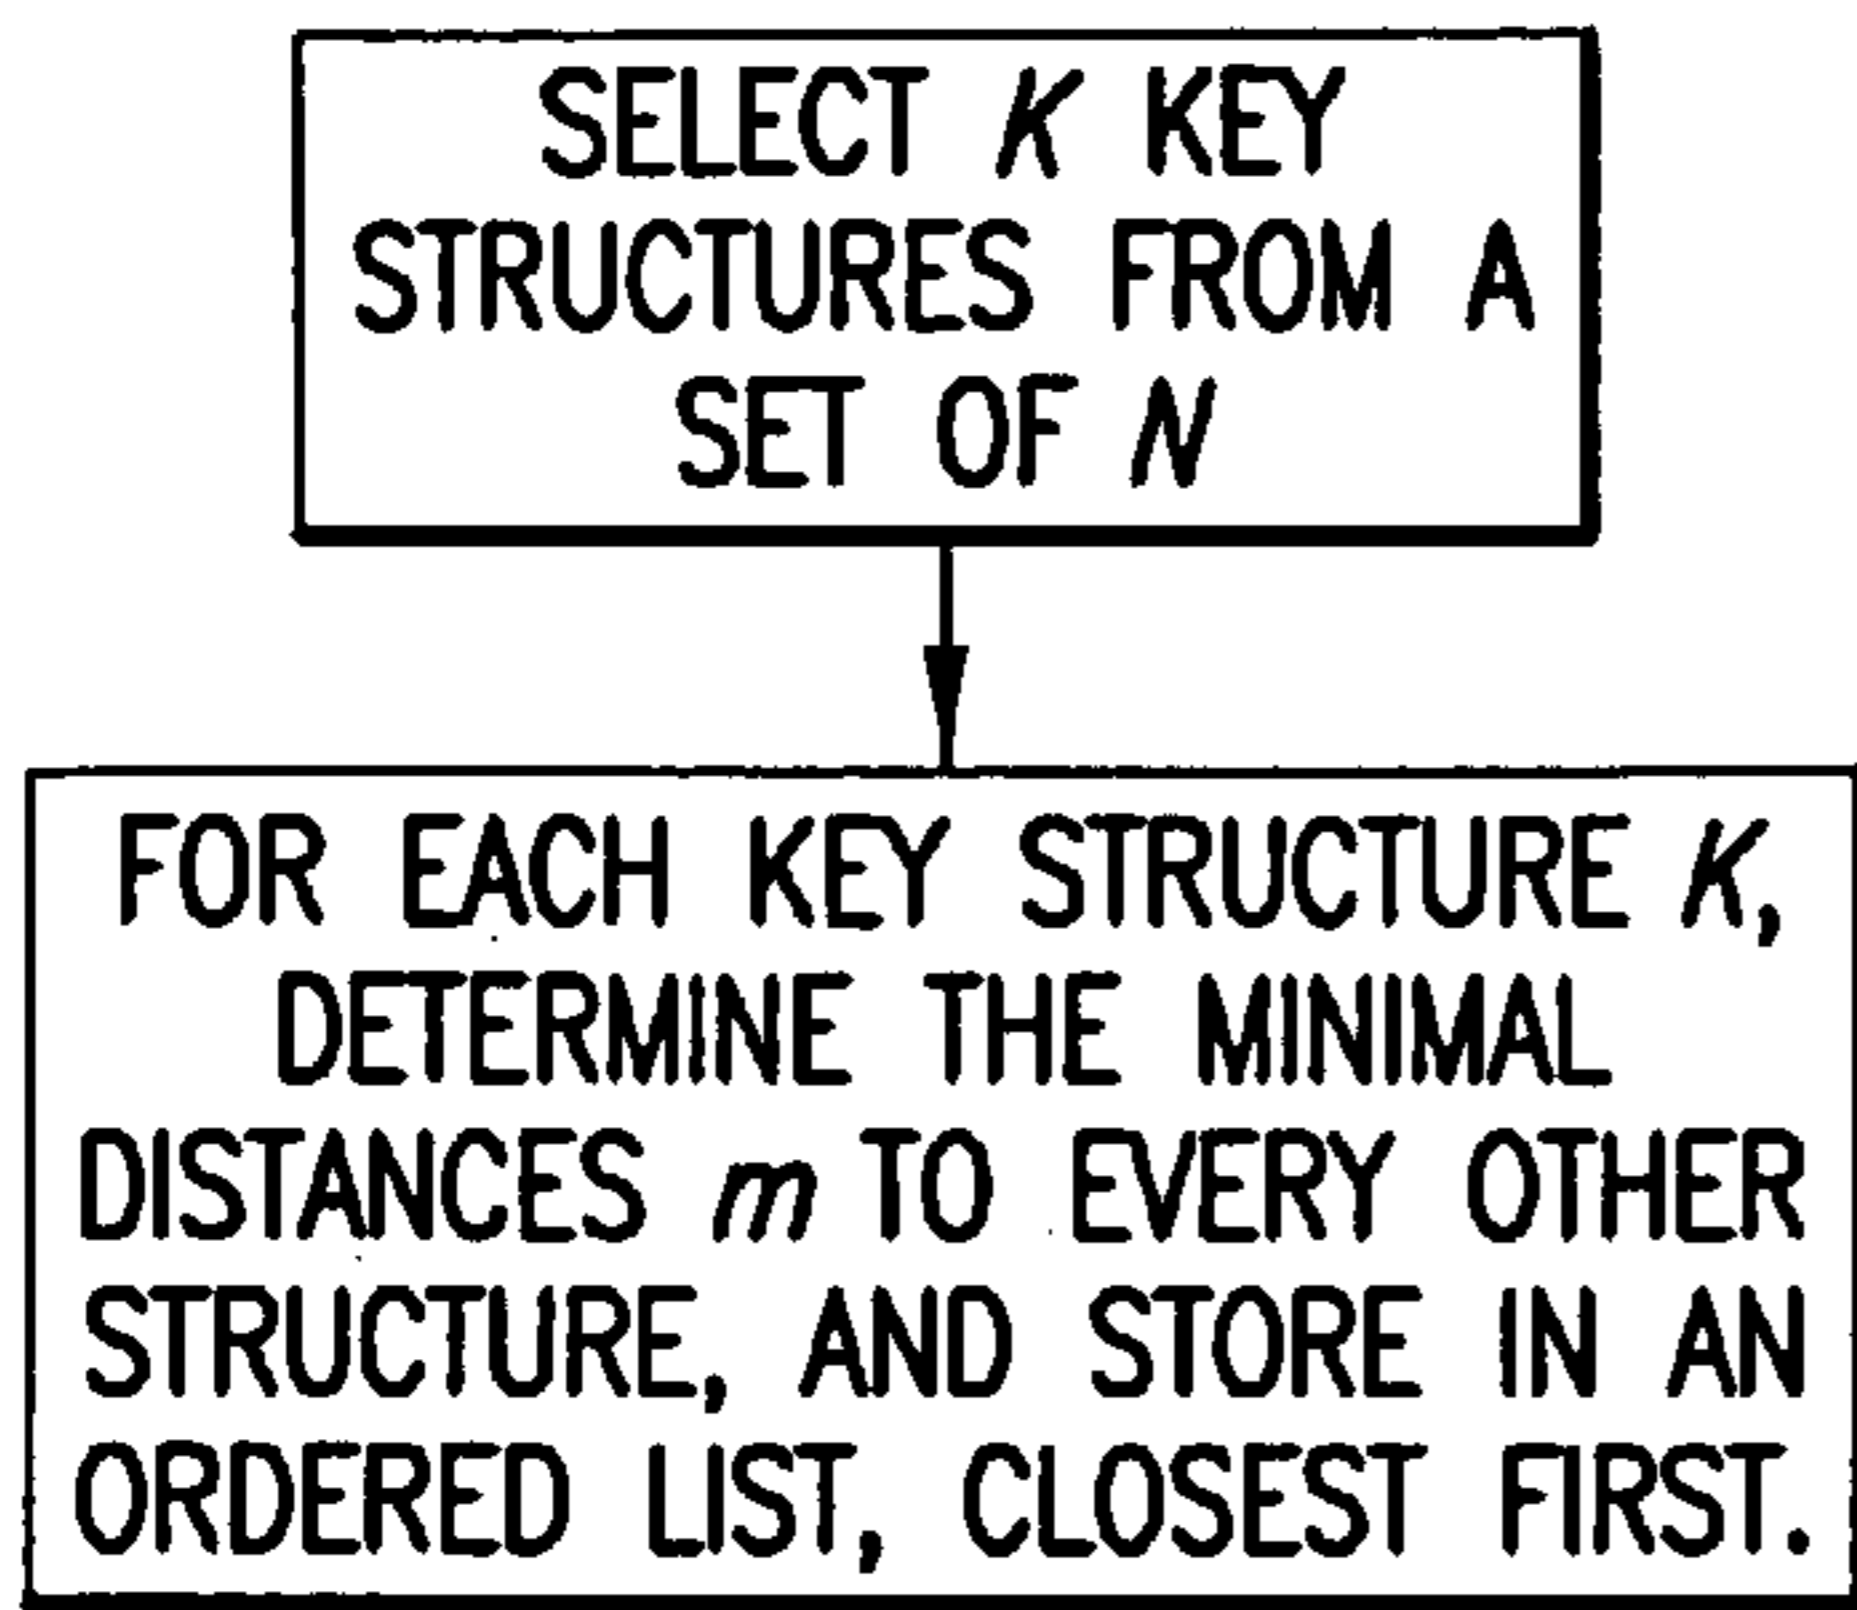 SELECT K KEY
STRUCTURES FROM A
SET OF N
FOR EACH KEY STRUCTURE K,
DETERMINE THE MINIMAL
DISTANCES m TO EVERY OTHER
STRUCTURE, AND STORE IN AN
ORDERED LIST, CLOSEST FIRST.